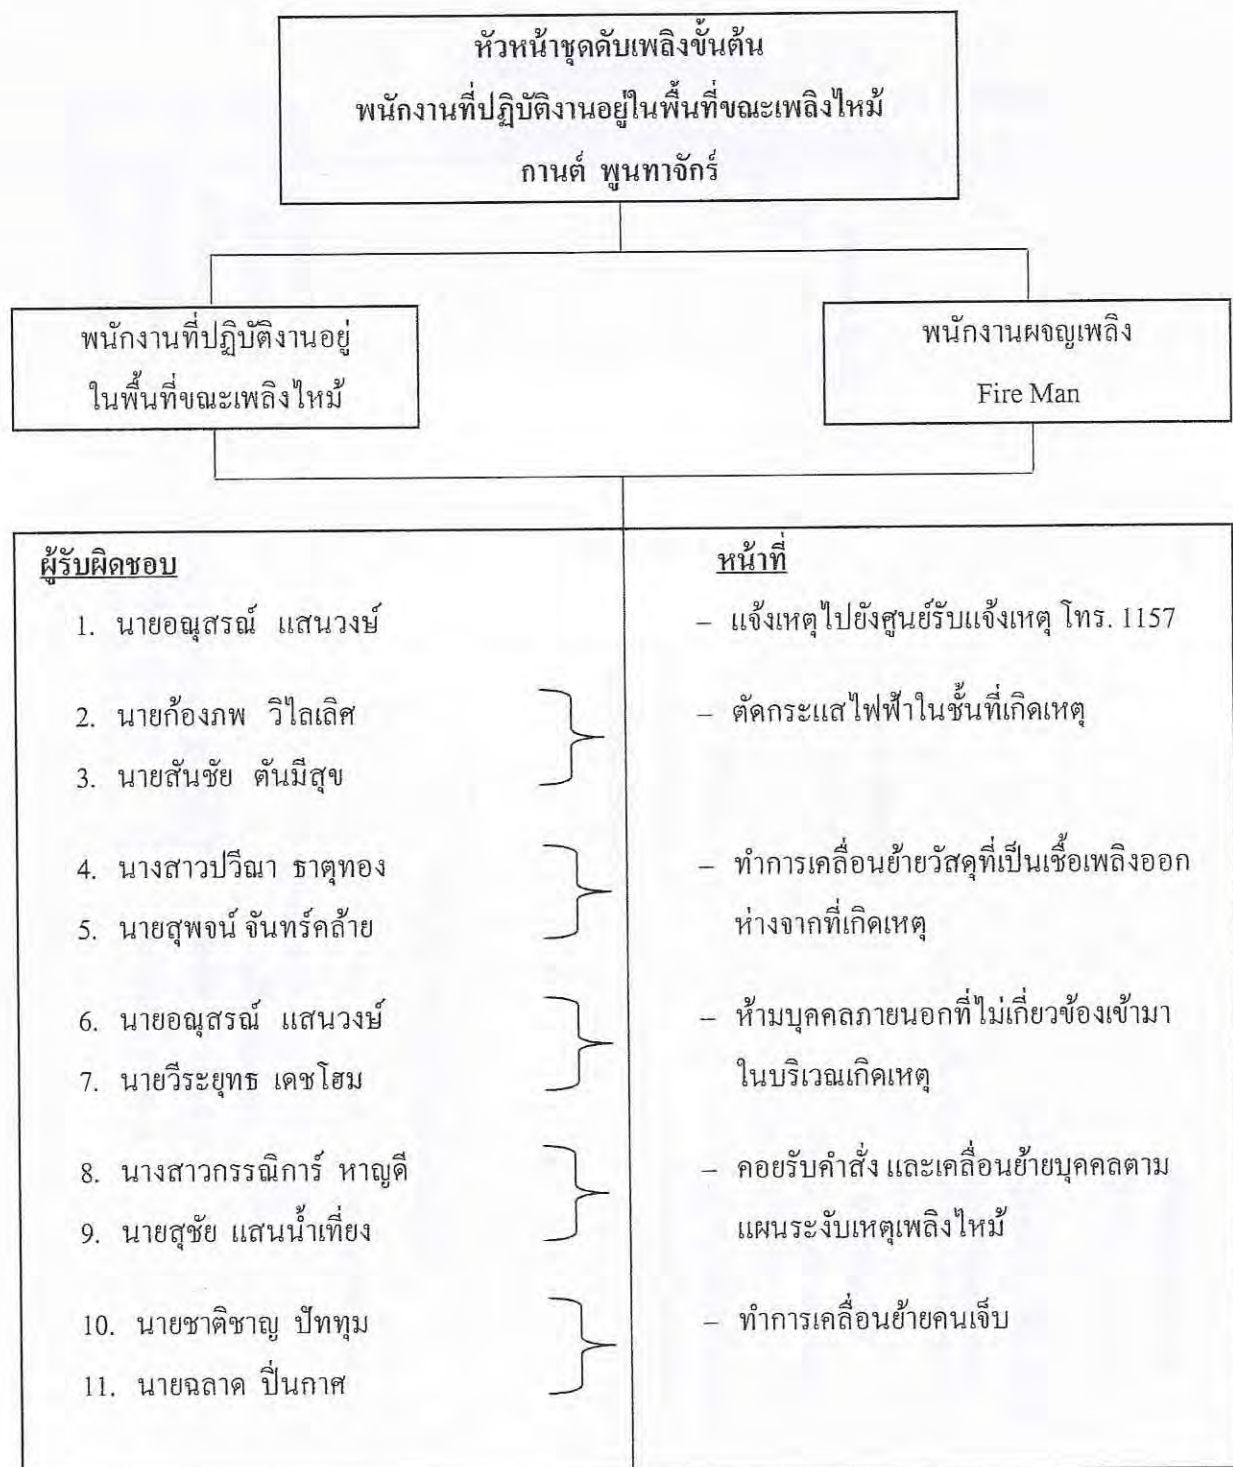 หัวหน้าชุดดับเพลิงขั้นต้น
พนักงานที่ปฏิบัติงานอยู่ในพื้นที่ขณะเพลิงไหม้
กานต์ พูนทาจักร์
พนักงานที่ปฏิบัติงานอยู่
ในพื้นที่ขณะเพลิงไหม้
พนักงานผจญเพลิง
Fire Man
ผู้รับผิดชอบ
1. นายอณุสรณ์ แสนวงษ์
2. นายก้องภพ วิไลเลิศ
3. นายสันชัย ตันมีสุข
4. นางสาวปวีณา ธาตุทอง
5. นายสุพจน์ จันทร์คล้าย
6. นายอณุสรณ์ แสนวงษ์
7. นายวีระยุทธ เดชโฮม
8. นางสาวกรรณิการ์ หาญดี
9. นายสุชัย แสนน้ำเที่ยง
10. นายชาติชาญ ปัททุม
11. นายฉลาด ปิ่นกาศ
หน้าที่
– แจ้งเหตุไปยังศูนย์รับแจ้งเหตุ โทร. 1157
– ตัดกระแสไฟฟ้าในชั้นที่เกิดเหตุ
– ทำการเคลื่อนย้ายวัสดุที่เป็นเชื้อเพลิงออก
ห่างจากที่เกิดเหตุ
– ห้ามบุคคลภายนอกที่ไม่เกี่ยวข้องเข้ามา
ในบริเวณเกิดเหตุ
– คอยรับคำสั่ง และเคลื่อนย้ายบุคคลตาม
แผนระงับเหตุเพลิงไหม้
– ทำการเคลื่อนย้ายคนเจ็บ